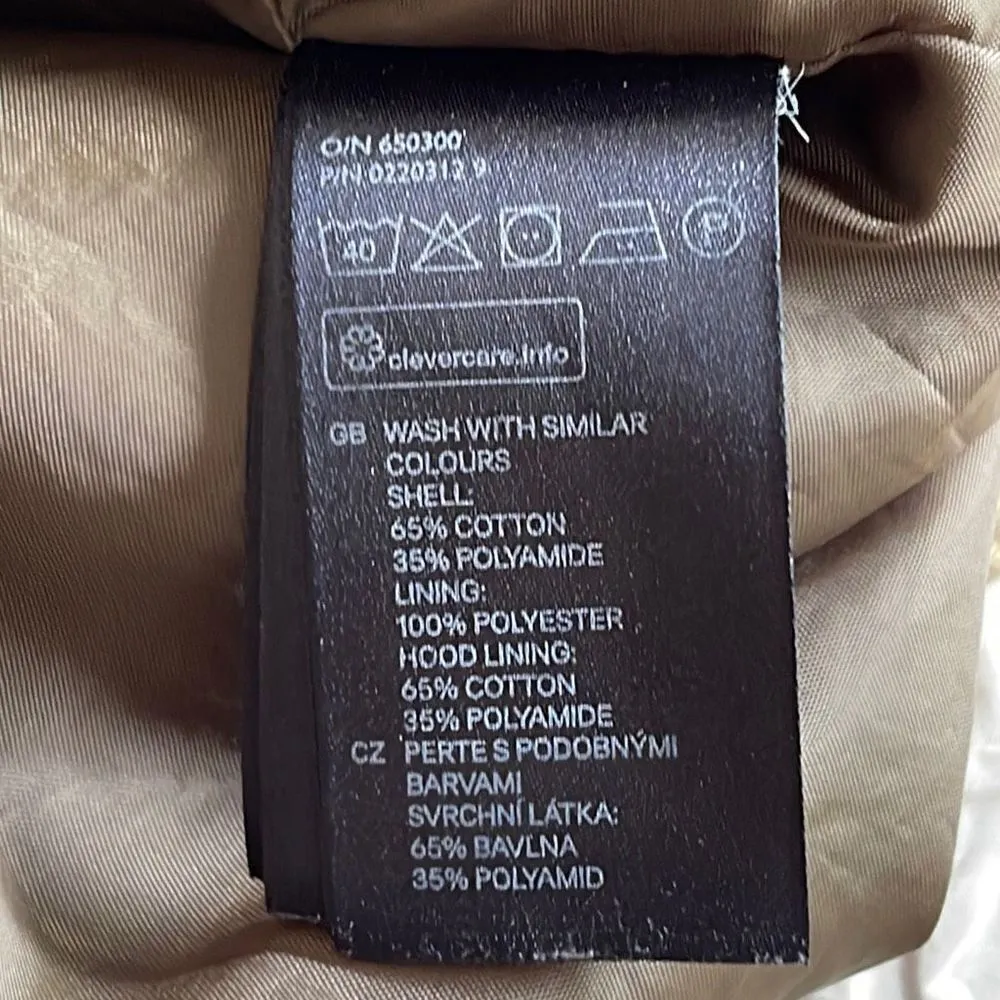 O/N 650300
P/N 0220312 9
40 P
clevercare.info
GB WASH WITH SIMILAR
COLOURS
SHELL:
65% COTTON
35% POLYAMIDE
LINING:
100% POLYESTER
HOOD LINING:
65% COTTON
35% POLYAMIDE
CZ PERTE S PODOBNÝMI
BARVAMI
SVRCHNÍ LÁTKA:
65% BAVLNA
35% POLYAMID